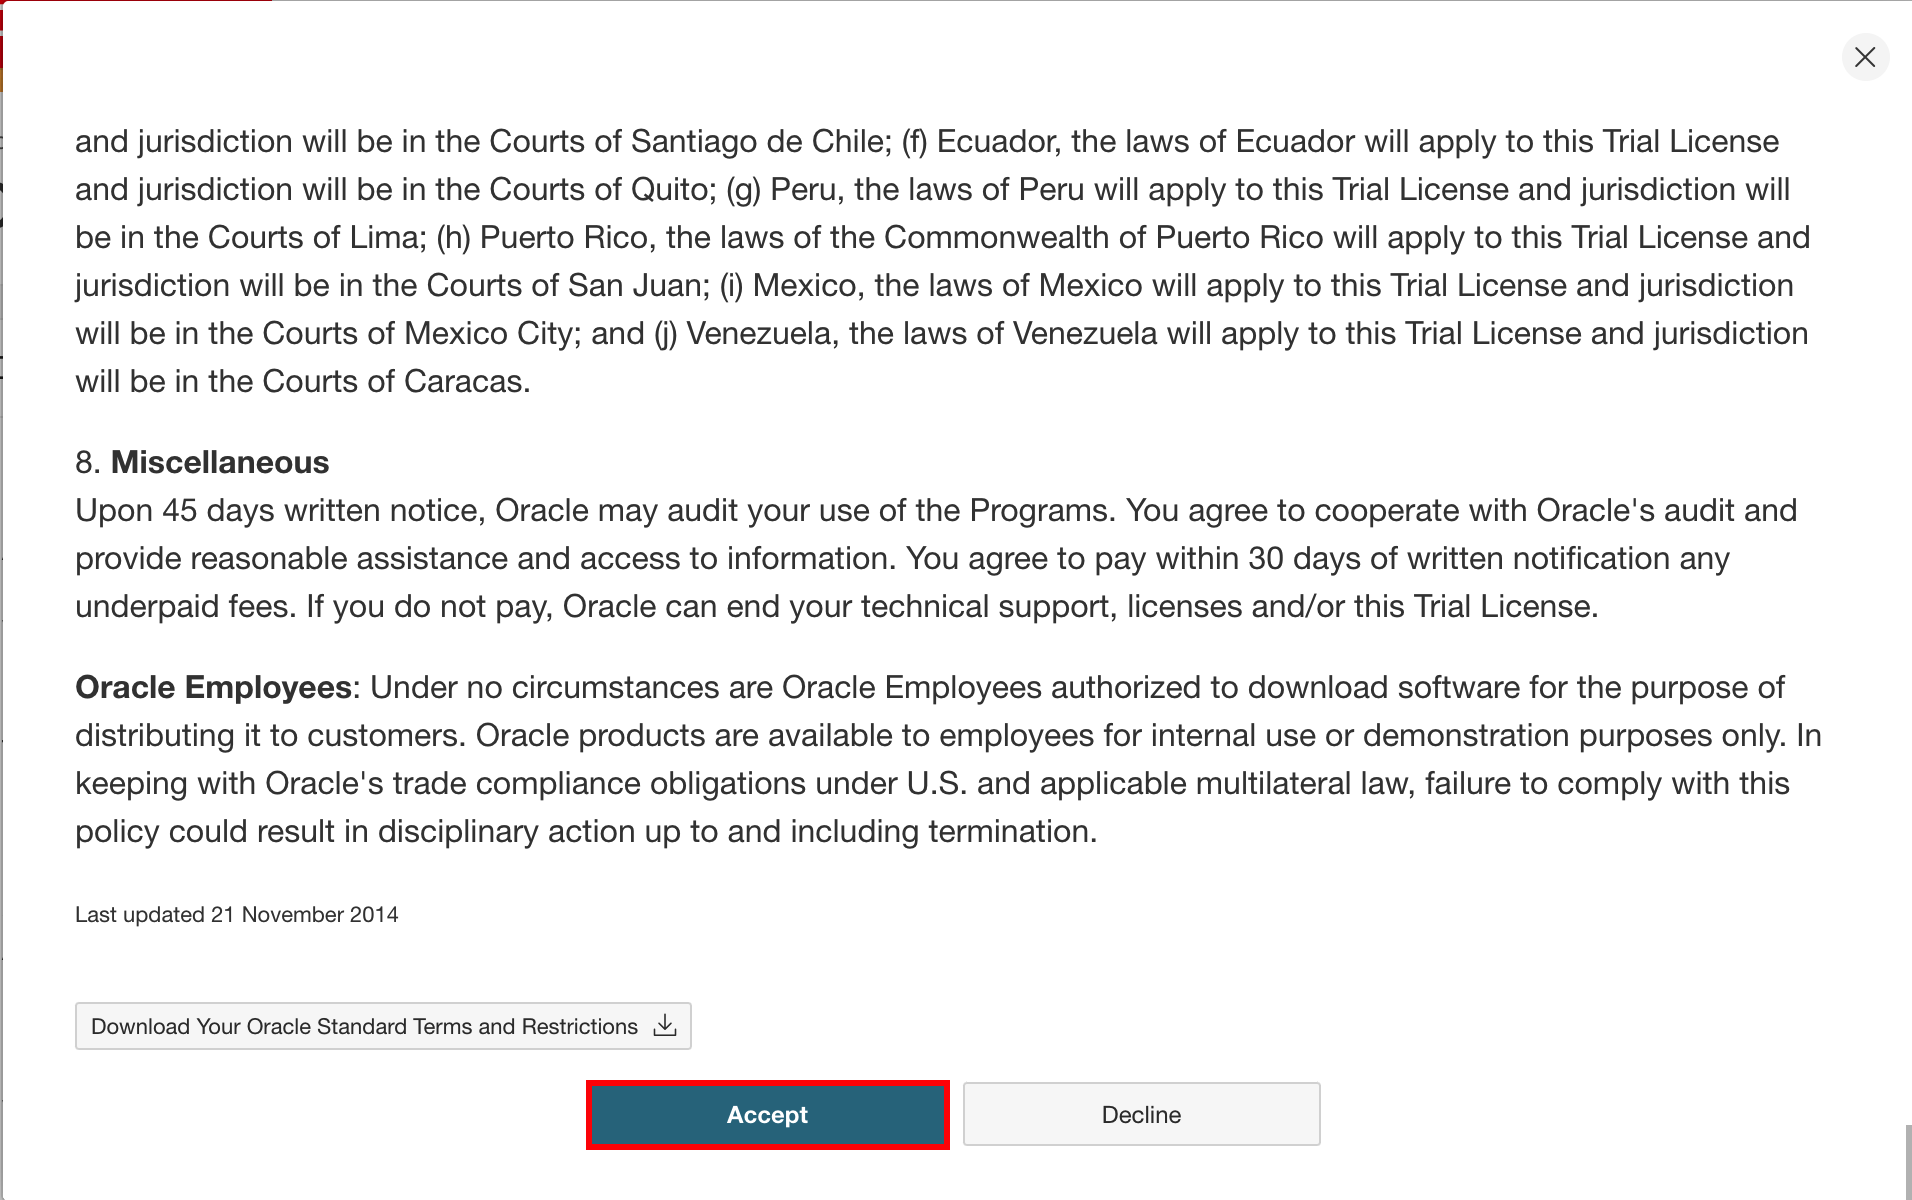 and jurisdiction will be in the Courts of Santiago de Chile; (f) Ecuador, the laws of Ecuador will apply to this Trial License
and jurisdiction will be in the Courts of Quito; (g) Peru, the laws of Peru will apply to this Trial License and jurisdiction will
be in the Courts of Lima; (h) Puerto Rico, the laws of the Commonwealth of Puerto Rico will apply to this Trial License and
jurisdiction will be in the Courts of San Juan; (i) Mexico, the laws of Mexico will apply to this Trial License and jurisdiction
will be in the Courts of Mexico City; and (j) Venezuela, the laws of Venezuela will apply to this Trial License and jurisdiction
will be in the Courts of Caracas.
8. Miscellaneous
Upon 45 days written notice, Oracle may audit your use of the Programs. You agree to cooperate with Oracle's audit and
provide reasonable assistance and access to information. You agree to pay within 30 days of written notification any
underpaid fees. If you do not pay, Oracle can end your technical support, licenses and/or this Trial License.
Oracle Employees: Under no circumstances are Oracle Employees authorized to download software for the purpose of
distributing it to customers. Oracle products are available to employees for internal use or demonstration purposes only. In
keeping with Oracle's trade compliance obligations under U.S. and applicable multilateral law, failure to comply with this
policy could result in disciplinary action up to and including termination.
Last updated 21 November 2014
Download Your Oracle Standard Terms and Restrictions
Accept
Decline